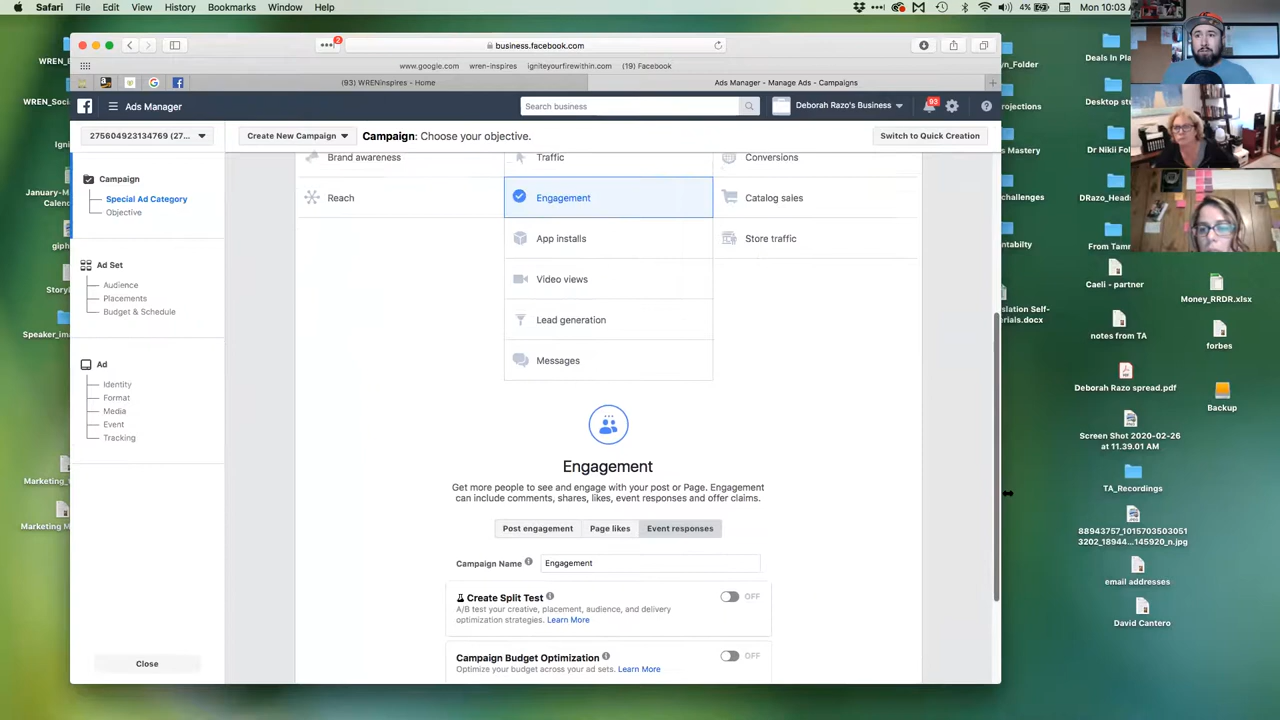 Safari File Edit View History Bookmarks Window Help
4%
Mon 10:03 A
business.facebook.com
www.google.com wren-inspires igniteyourfirewithin.com (19) Facebook
(93) WRENinspires - Home
Ads Manager - Manage Ads - Campaigns
Ads Manager
Search business
Deborah Razo's Business
93
275604923134769 (27...
Create New Campaign
Campaign: Choose your objective.
Switch to Quick Creation
Campaign
Special Ad Category
Objective
Ad Set
Audience
Placements
Budget & Schedule
Ad
Identity
Format
Media
Event
Tracking
Close
Brand awareness
Traffic
Conversions
Reach
Engagement
Catalog sales
App installs
Store traffic
Video views
Lead generation
Messages
Engagement
Get more people to see and engage with your post or Page. Engagement
can include comments, shares, likes, event responses and offer claims.
Post engagement
Page likes
Event responses
Campaign Name
Engagement
Create Split Test
OFF
A/B test your creative, placement, audience, and delivery
optimization strategies. Learn More
Campaign Budget Optimization
OFF
Optimize your budget across your ad sets. Learn More
Deals In
Desktop
Dr Nikii
From Tam
Caeli - partner
Money_RRDR.xlsx
notes from TA
forbes
Deborah Razo spread.pdf
Backup
Screen Shot 2020-02-26
at 11.39.01 AM
TA_Recordings
88943757_1015703503051
3202_18944...145920_n.jpg
email addresses
David Cantero